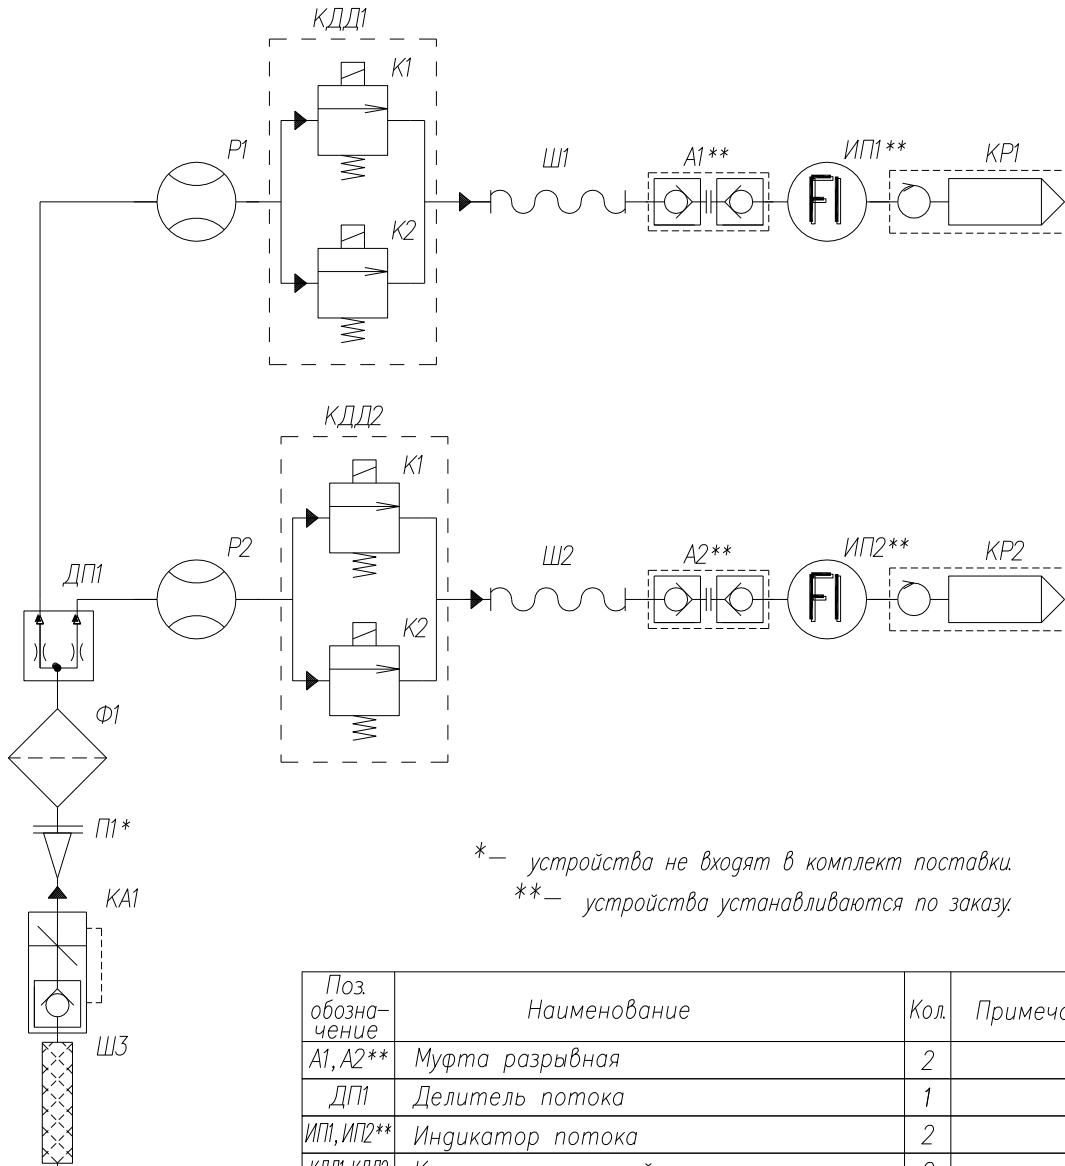 КДД1
К1
Р1
Ш1
А1**
ИП1**
КР1
К2
КДД2
К1
Р2
Ш2
А2**
ИП2**
КР2
ДП1
К2
Ф1
П1*
*– устройства не входят в комплект поставки.
**– устройства устанавливаются по заказу.
КА1
Ш3
Поз. обозна-чение Наименование Кол.
А1, А2** Муфта разрывная 2
ДП1 Делитель потока 1
ИП1, ИП2** Индикатор потока 2